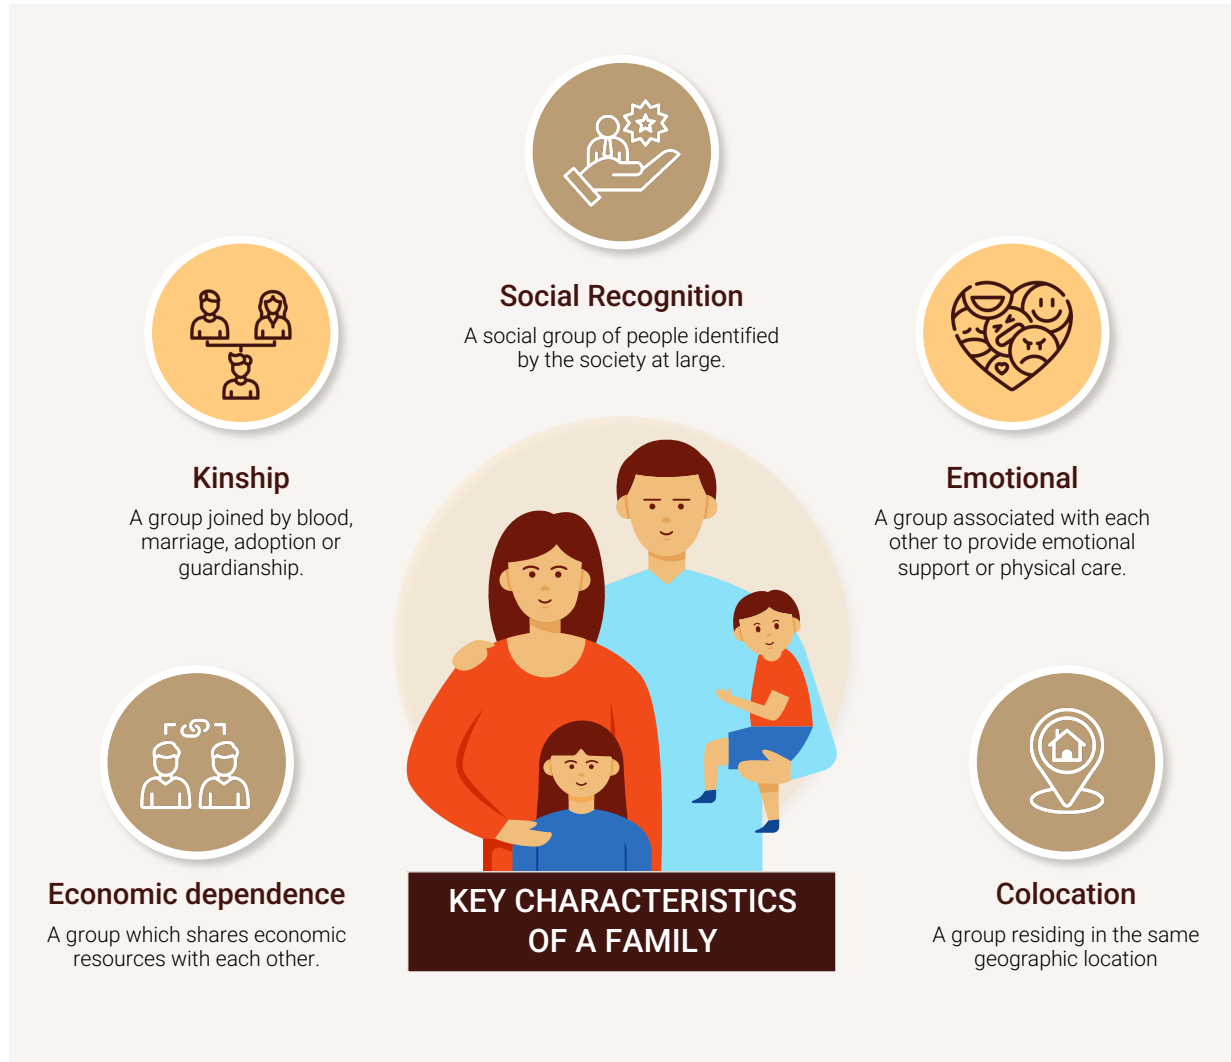 Social Recognition
A social group of people identified
by the society at large.
Kinship
A group joined by blood,
marriage, adoption or
guardianship.
Emotional
A group associated with each
other to provide emotional
support or physical care.
Economic dependence
A group which shares economic
resources with each other.
Colocation
A group residing in the same
geographic location
KEY CHARACTERISTICS
OF A FAMILY